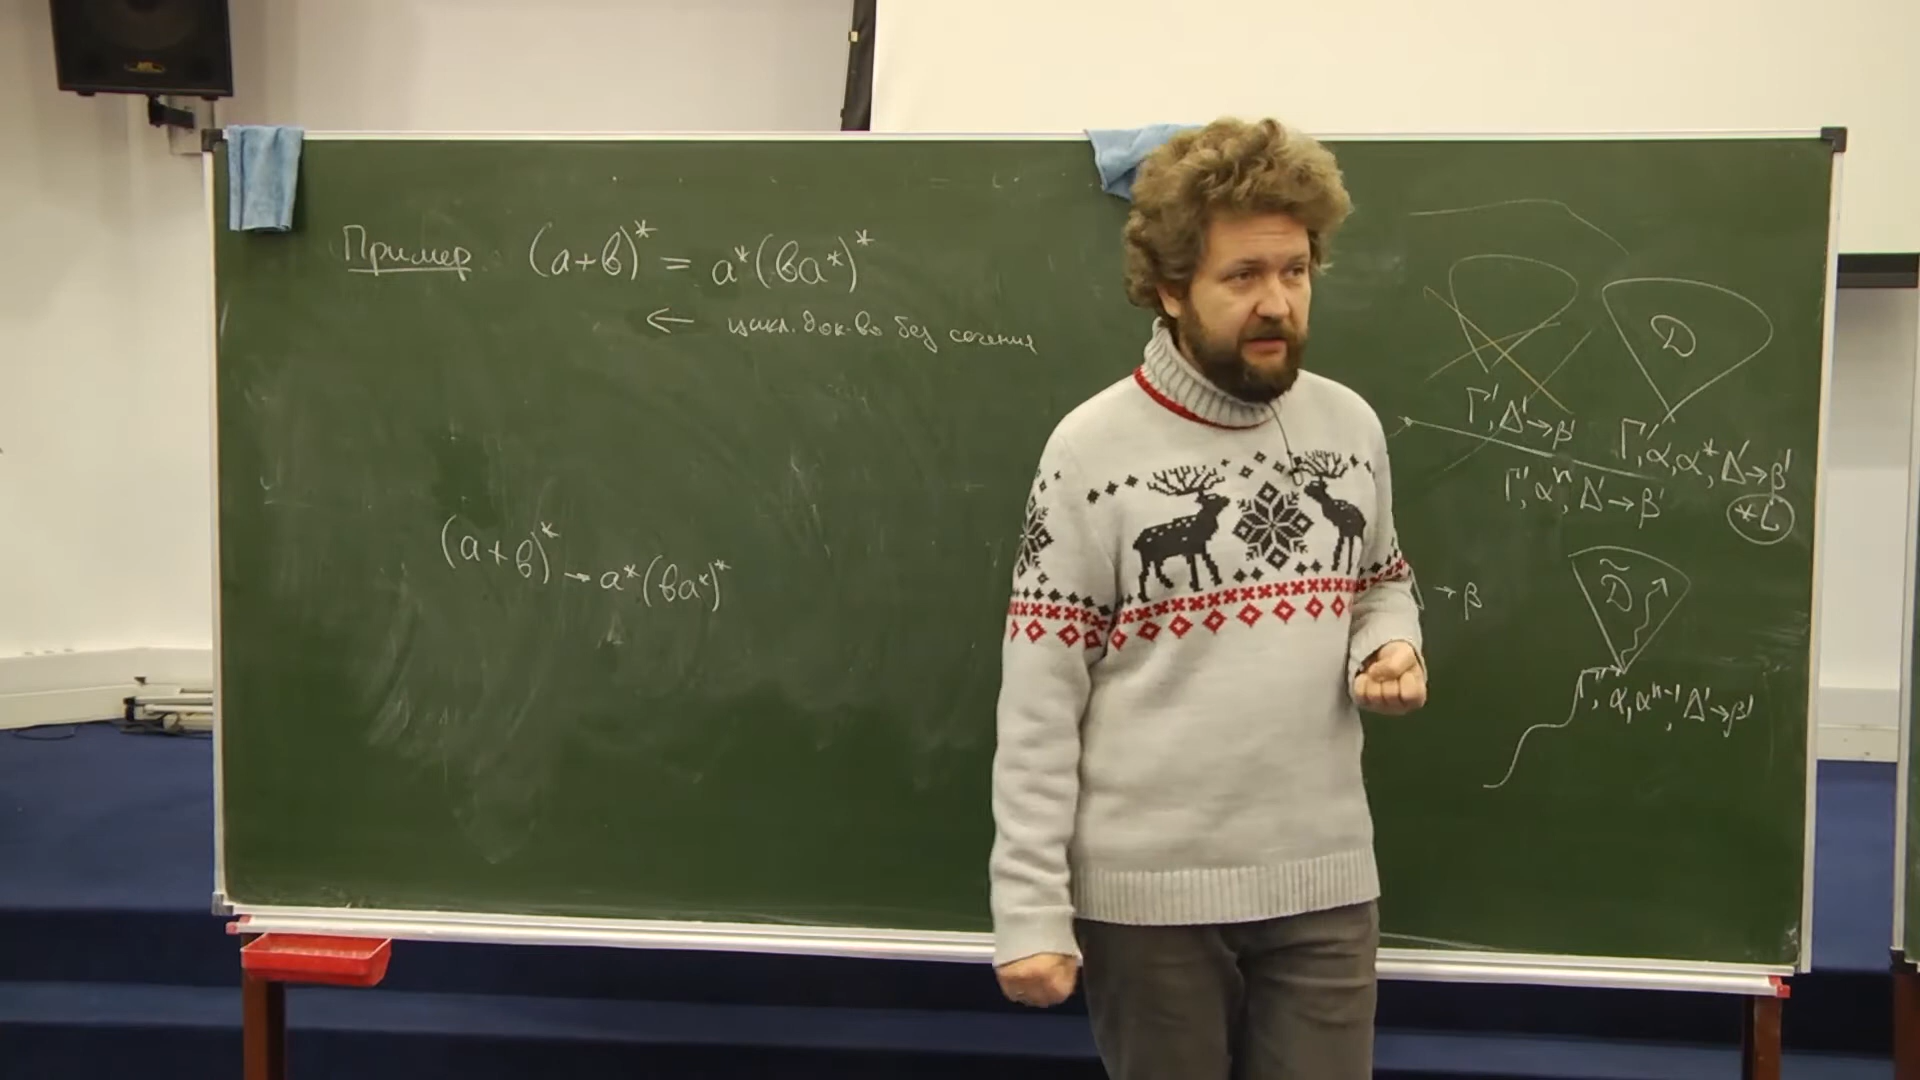 Пример (a+b)* = a*(ba*)*
← цикл. док-во без сечения
(a+b)* → a*(ba*)*
D
Γ', Δ' → β'
Γ', α, α*, Δ' → β'
Γ', αⁿ, Δ' → β'
*L
→ β
D̃
Γ', α, αⁿ⁻¹, Δ' → β'